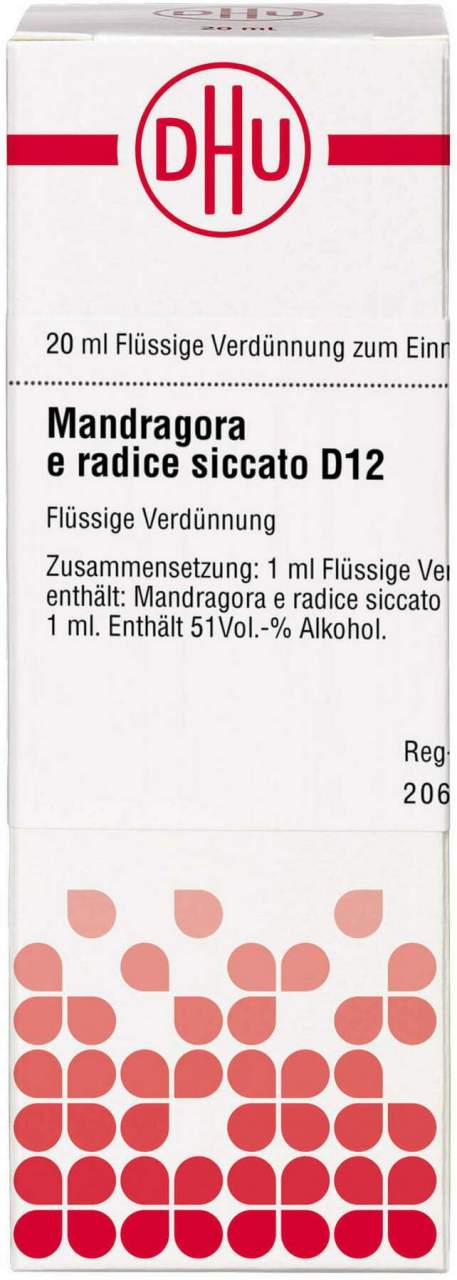 20 ml
DHU
20 ml Flüssige Verdünnung zum Einn
Mandragora
e radice siccato D12
Flüssige Verdünnung
Zusammensetzung: 1 ml Flüssige Ver
enthält: Mandragora e radice siccato
1 ml. Enthält 51Vol.-% Alkohol.
Reg-
206